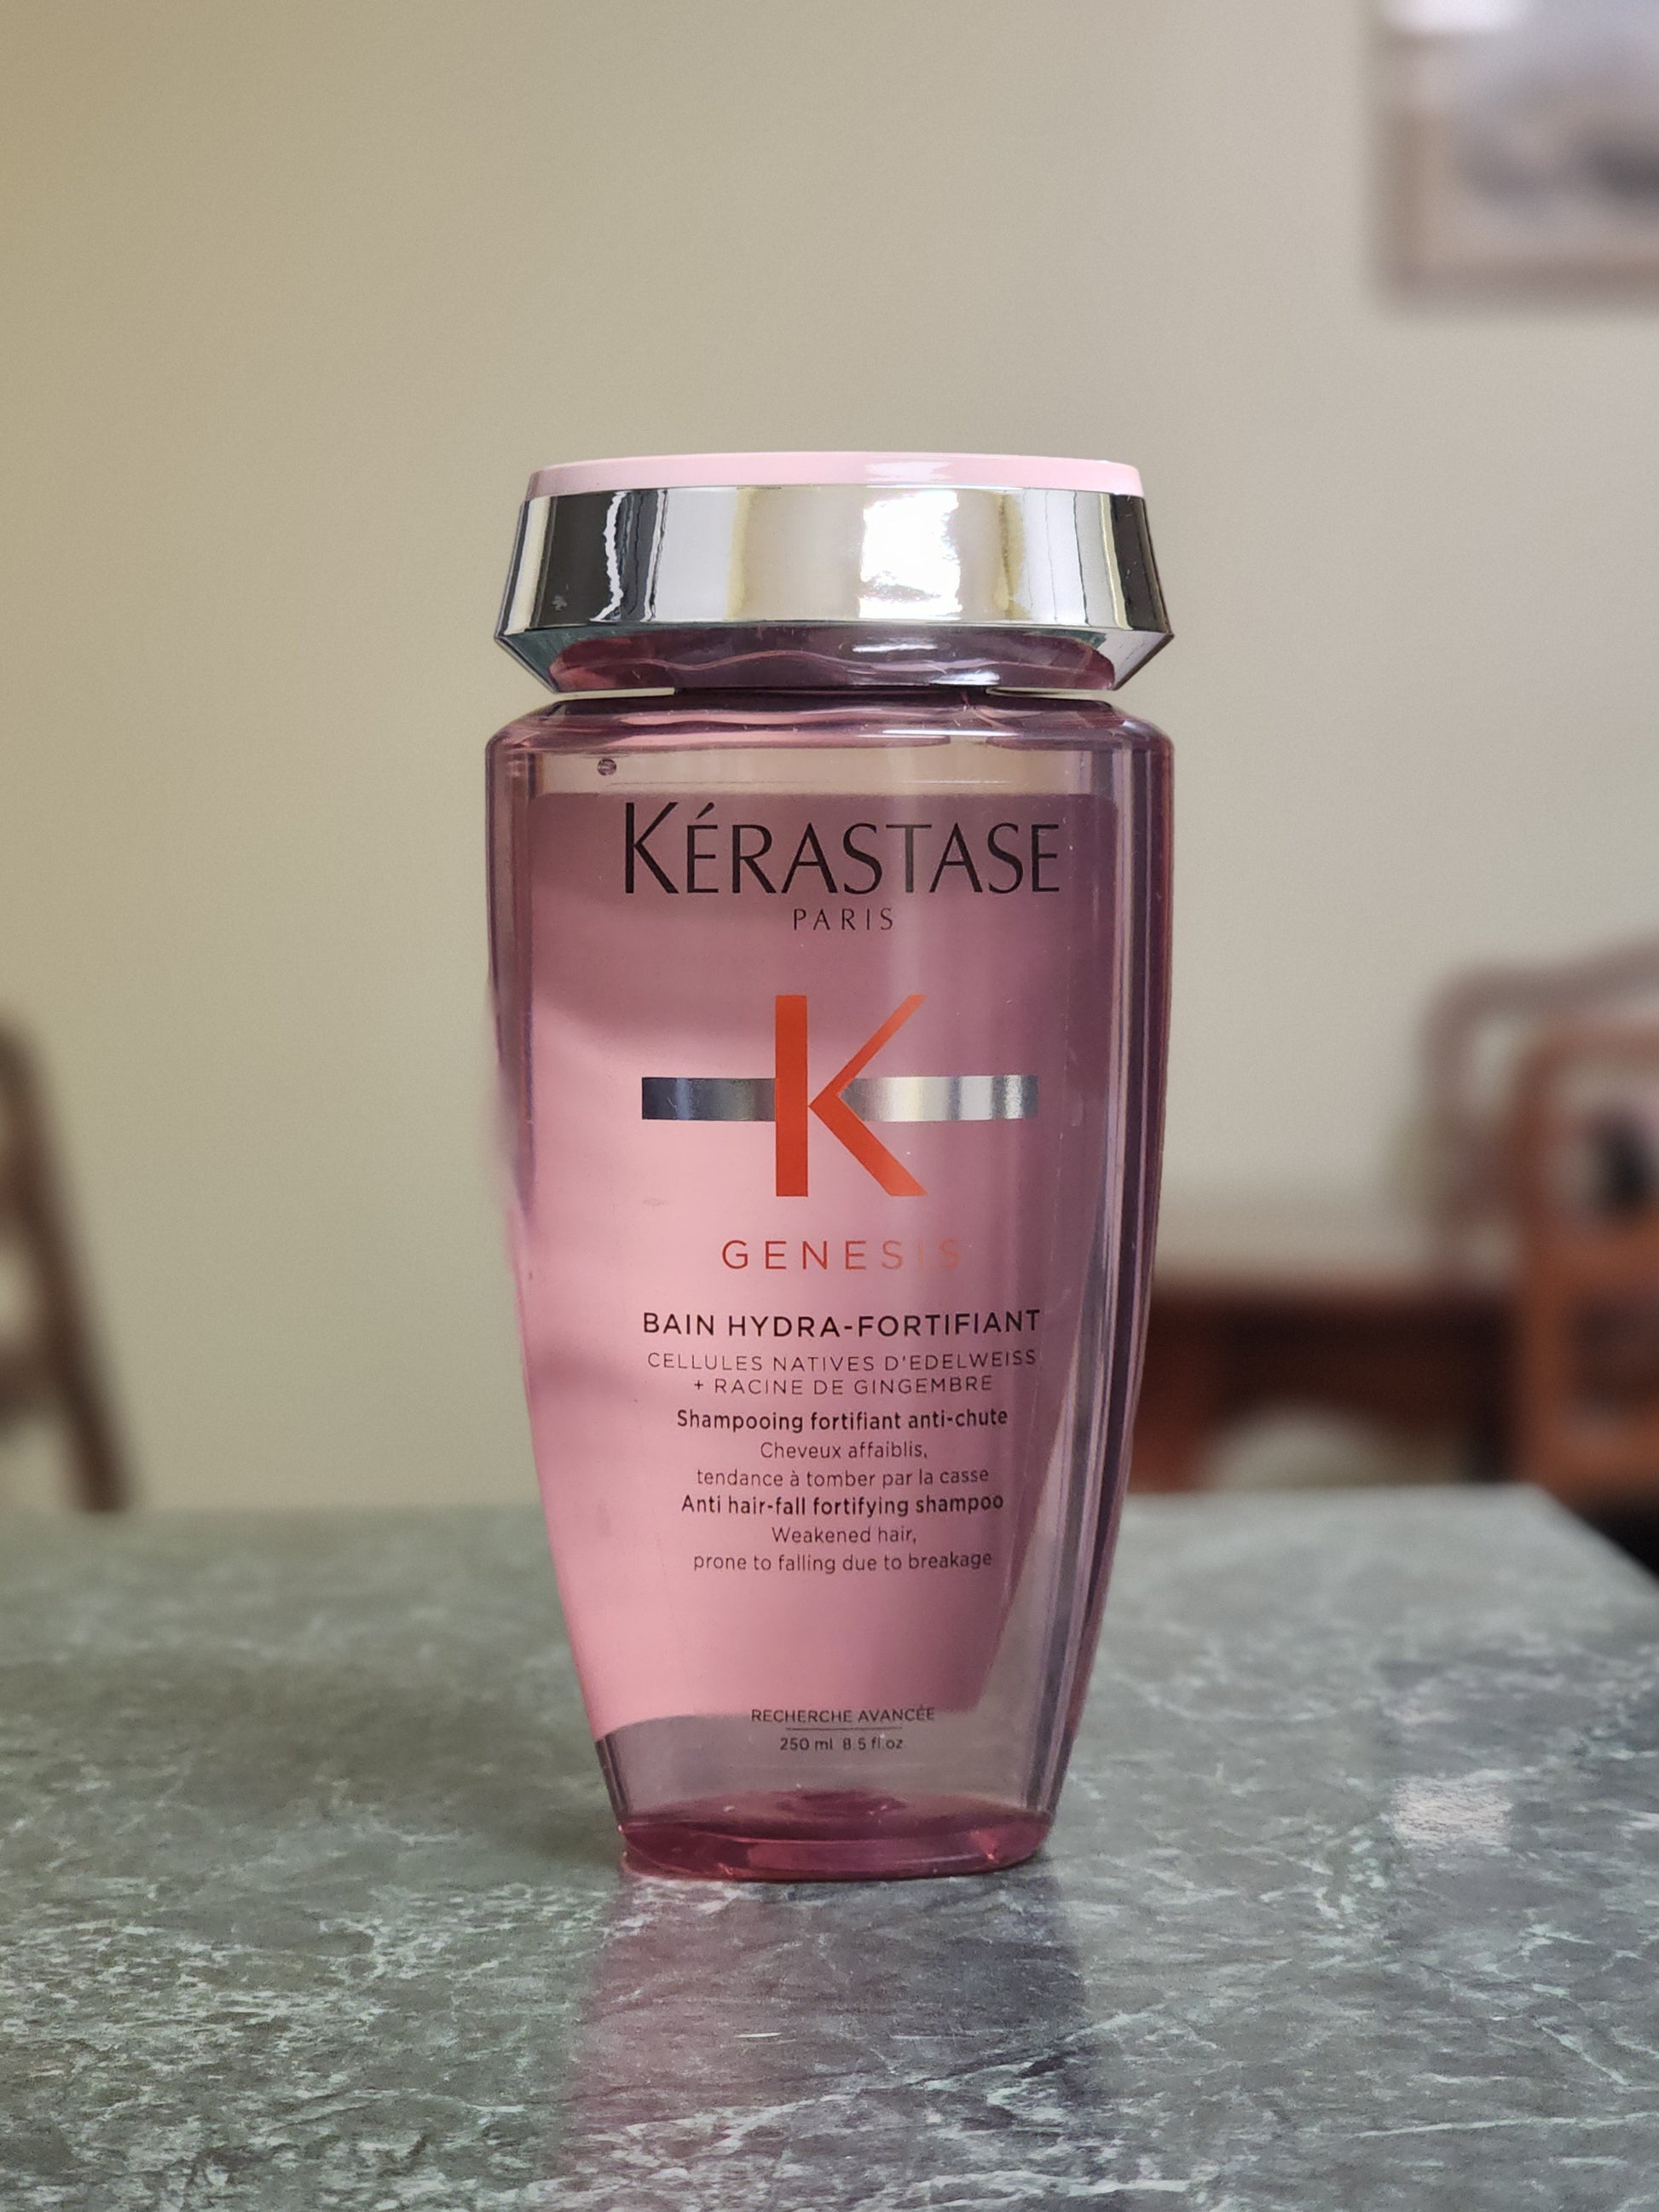 KÉRASTASE
PARIS
K
GENESIS
BAIN HYDRA-FORTIFIANT
CELLULES NATIVES D'EDELWEISS
+ RACINE DE GINGEMBRE
Shampooing fortifiant anti-chute
Cheveux affaiblis,
tendance à tomber par la casse
Anti hair-fall fortifying shampoo
Weakened hair,
prone to falling due to breakage
RECHERCHE AVANCÉE
250 ml 8.5 fl.oz.